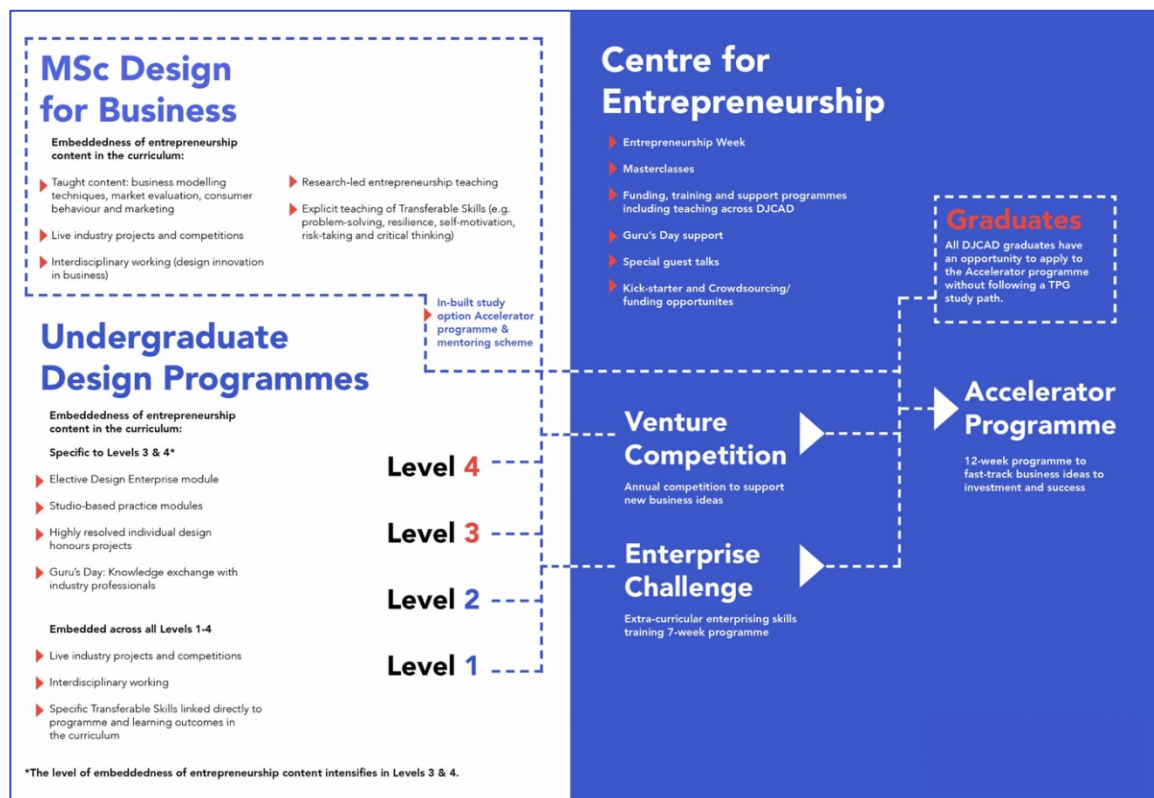 MSc Design
for Business
Embeddedness of entrepreneurship
content in the curriculum:
Taught content: business modelling
techniques, market evaluation, consumer
behaviour and marketing
Live industry projects and competitions
Interdisciplinary working (design innovation
in business)
Research-led entrepreneurship teaching
Explicit teaching of Transferable Skills (e.g.
problem-solving, resilience, self-motivation,
risk-taking and critical thinking)
In-built study
option Accelerator
programme &
mentoring scheme
Undergraduate
Design Programmes
Embeddedness of entrepreneurship
content in the curriculum:
Specific to Levels 3 & 4*
Elective Design Enterprise module
Studio-based practice modules
Highly resolved individual design
honours projects
Guru's Day: Knowledge exchange with
industry professionals
Embedded across all Levels 1-4
Live industry projects and competitions
Interdisciplinary working
Specific Transferable Skills linked directly to
programme and learning outcomes in
the curriculum
Level 4
Level 3
Level 2
Level 1
*The level of embeddedness of entrepreneurship content intensifies in Levels 3 & 4.
Centre for
Entrepreneurship
Entrepreneurship Week
Masterclasses
Funding, training and support programmes
including teaching across DJCAD
Guru's Day support
Special guest talks
Kick-starter and Crowdsourcing/
funding opportunites
Graduates
All DJCAD graduates have
an opportunity to apply to
the Accelerator programme
without following a TPG
study path.
Venture
Competition
Annual competition to support
new business ideas
Enterprise
Challenge
Extra-curricular enterprising skills
training 7-week programme
Accelerator
Programme
12-week programme to
fast-track business ideas to
investment and success